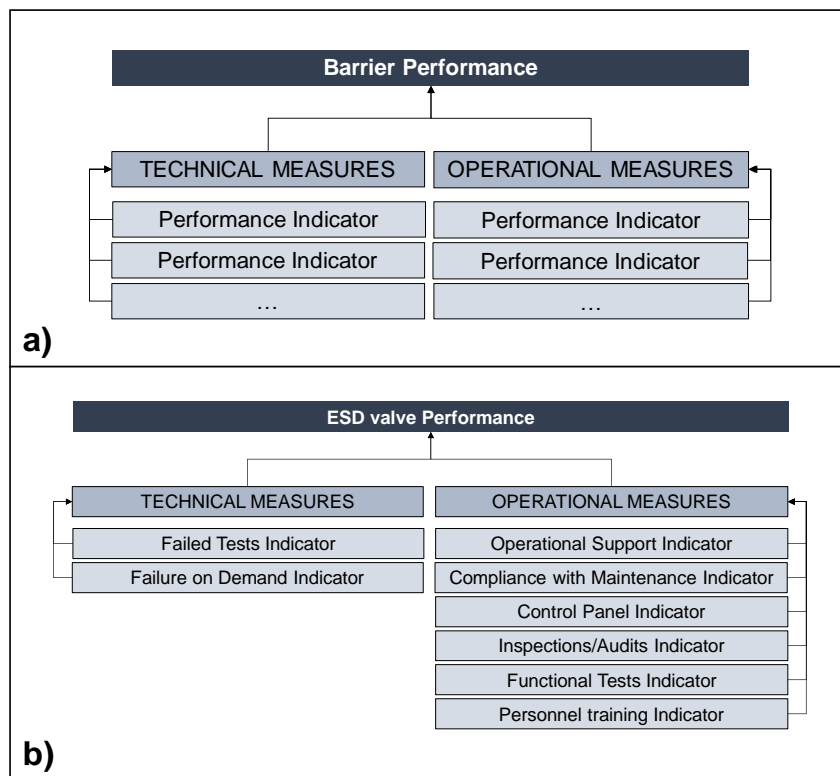 Barrier Performance
TECHNICAL MEASURES
OPERATIONAL MEASURES
Performance Indicator
Performance Indicator
Performance Indicator
Performance Indicator
…
…
a)
ESD valve Performance
TECHNICAL MEASURES
OPERATIONAL MEASURES
Failed Tests Indicator
Operational Support Indicator
Failure on Demand Indicator
Compliance with Maintenance Indicator
Control Panel Indicator
Inspections/Audits Indicator
Functional Tests Indicator
Personnel training Indicator
b)